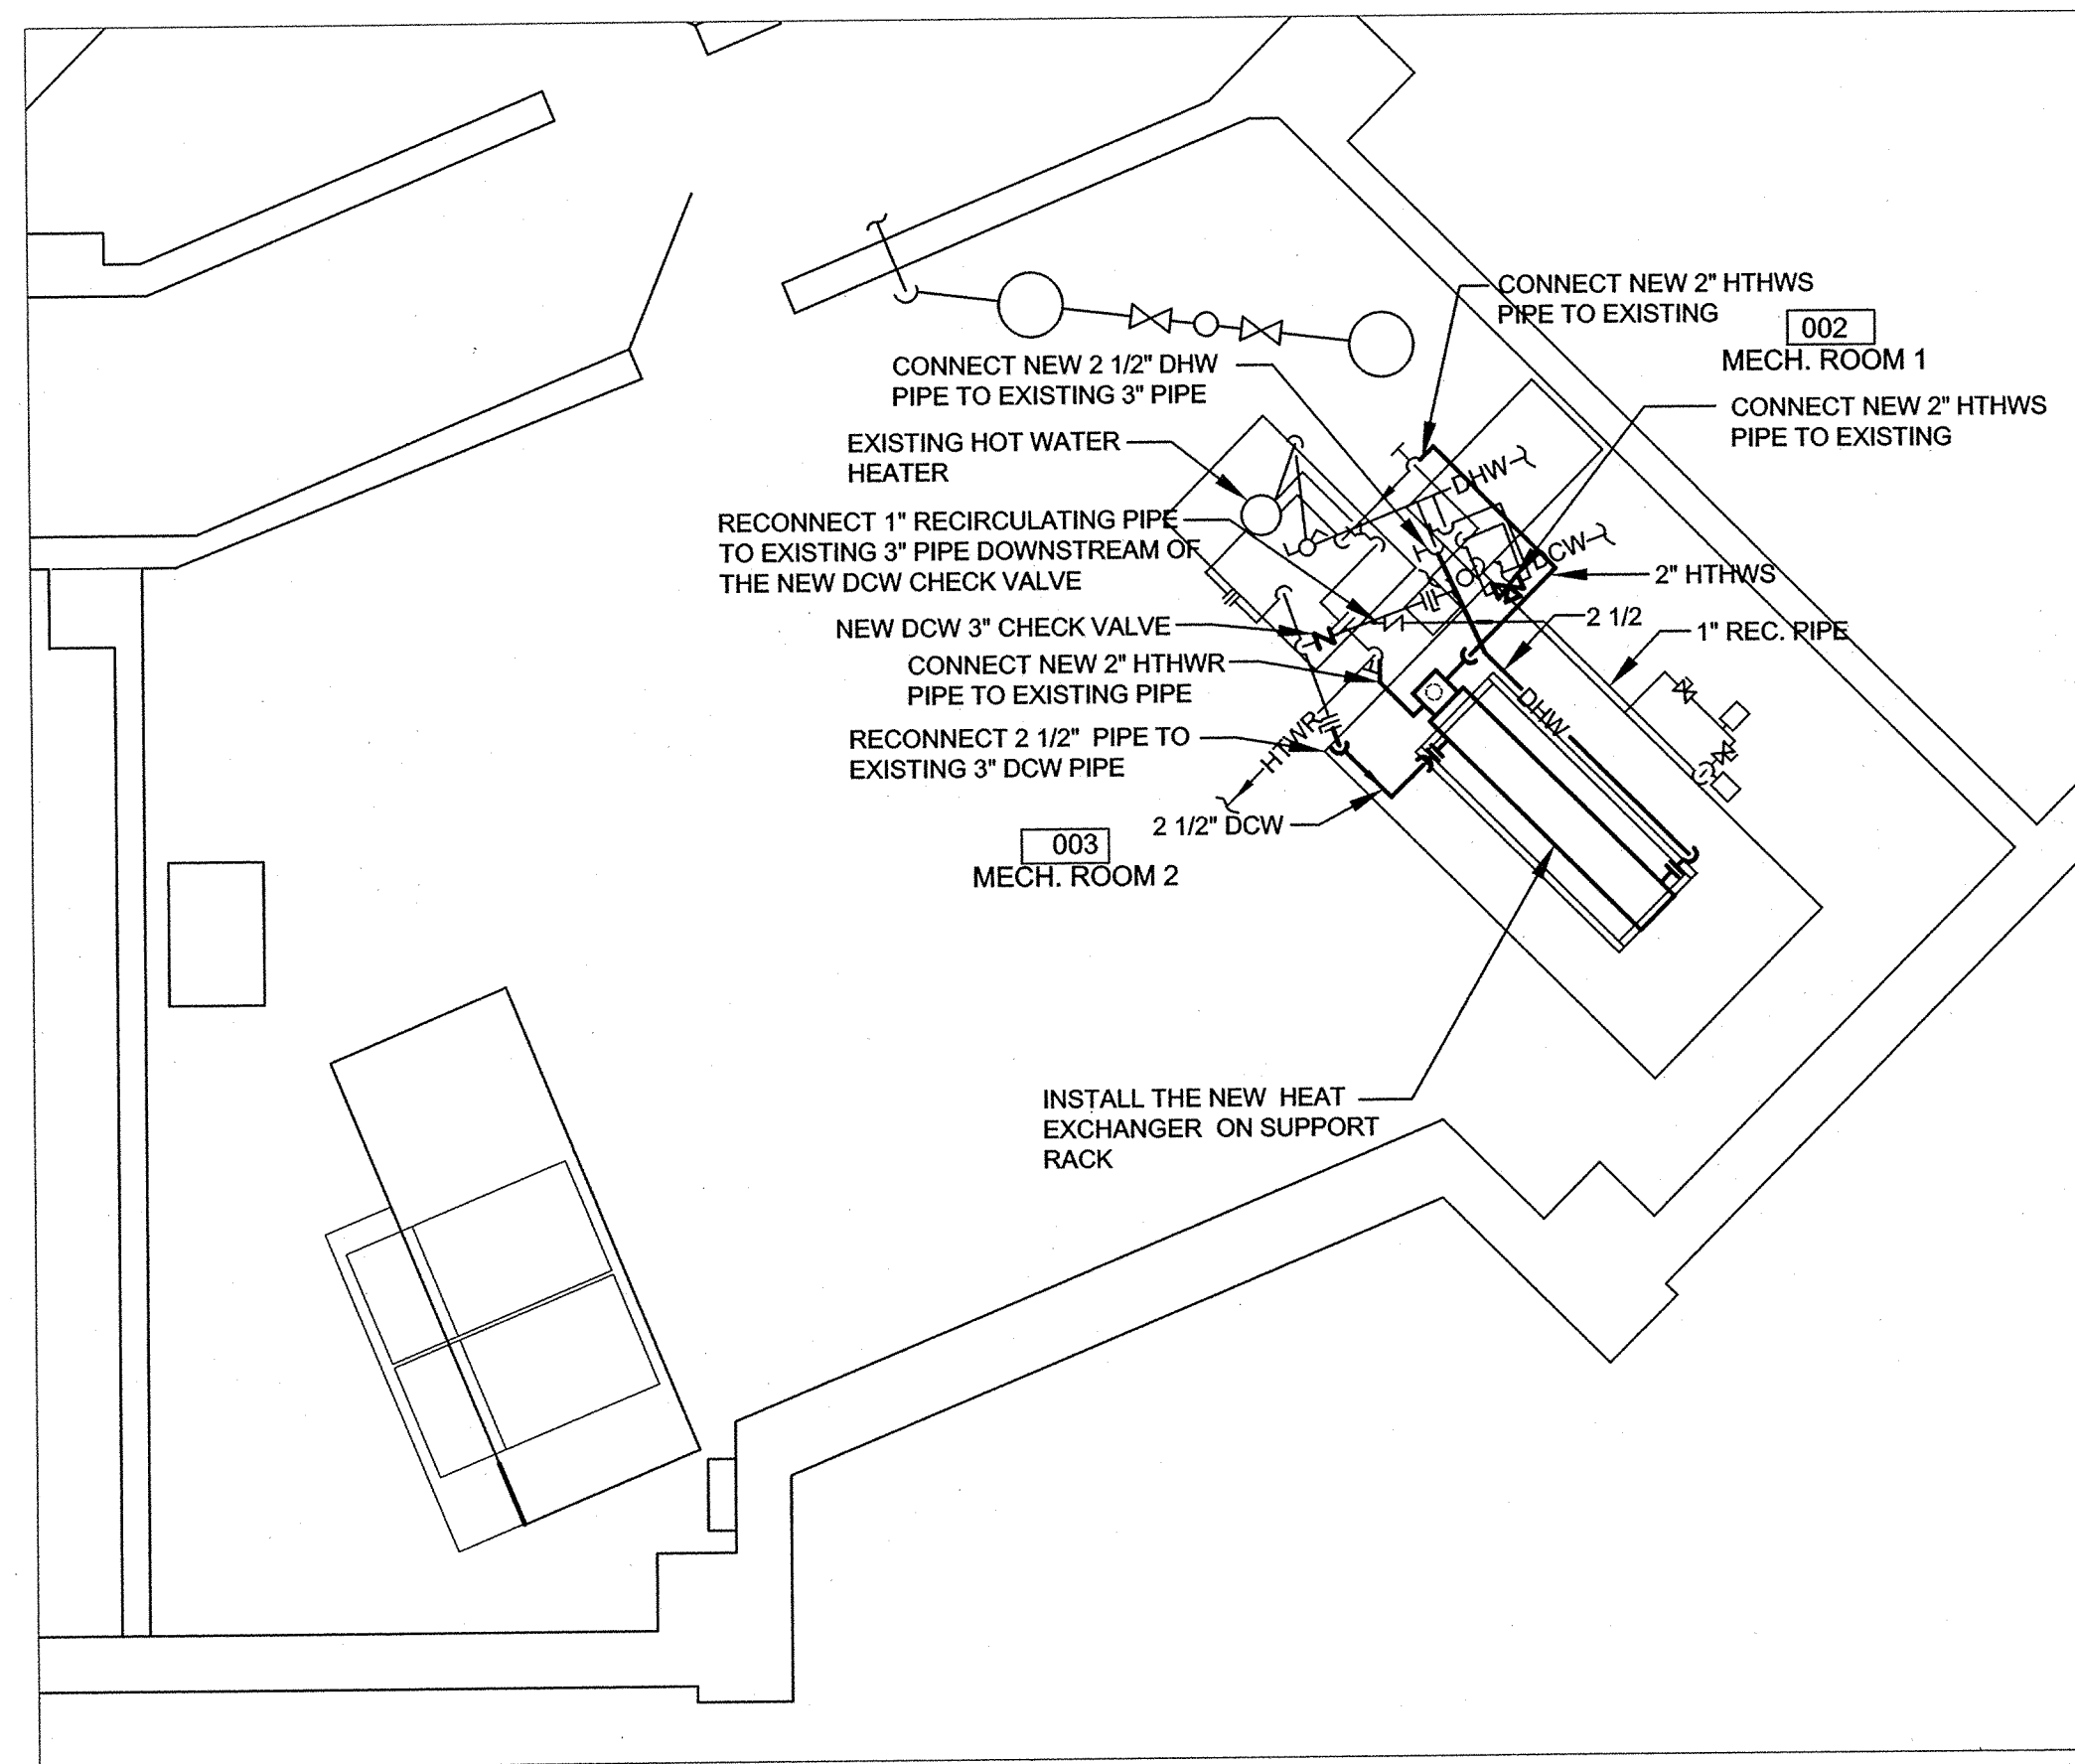 CONNECT NEW 2" HTHWS
PIPE TO EXISTING
002
MECH. ROOM 1
CONNECT NEW 2 1/2" DHW
PIPE TO EXISTING 3" PIPE
CONNECT NEW 2" HTHWS
PIPE TO EXISTING
EXISTING HOT WATER
HEATER
DHW
RECONNECT 1" RECIRCULATING PIPE
TO EXISTING 3" PIPE DOWNSTREAM OF
THE NEW DCW CHECK VALVE
DCW
2" HTHWS
2 1/2
NEW DCW 3" CHECK VALVE
1" REC. PIPE
CONNECT NEW 2" HTHWR
PIPE TO EXISTING PIPE
DHW
HTWR
RECONNECT 2 1/2" PIPE TO
EXISTING 3" DCW PIPE
2 1/2" DCW
003
MECH. ROOM 2
INSTALL THE NEW HEAT
EXCHANGER ON SUPPORT
RACK